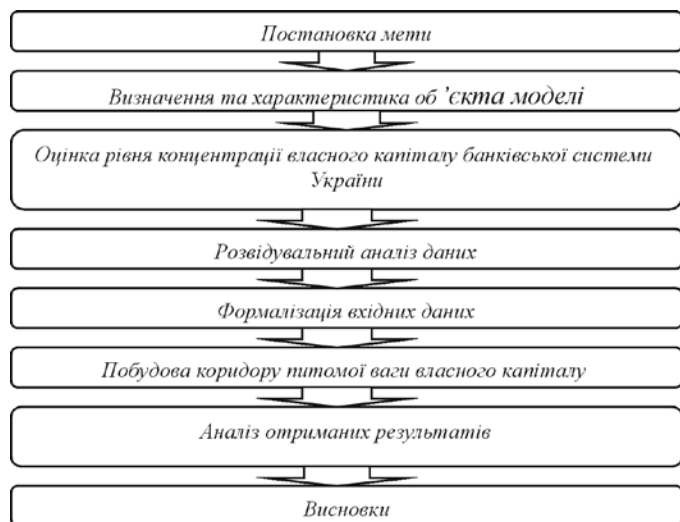 Постановка мети
Визначення та характеристика об 'єкта моделі
Оцінка рівня концентрації власного капіталу банківської системи
України
Розвідувальний аналіз даних
Формалізація вхідних даних
Побудова коридору питомої ваги власного капіталу
Аналіз отриманих результатів
Висновки